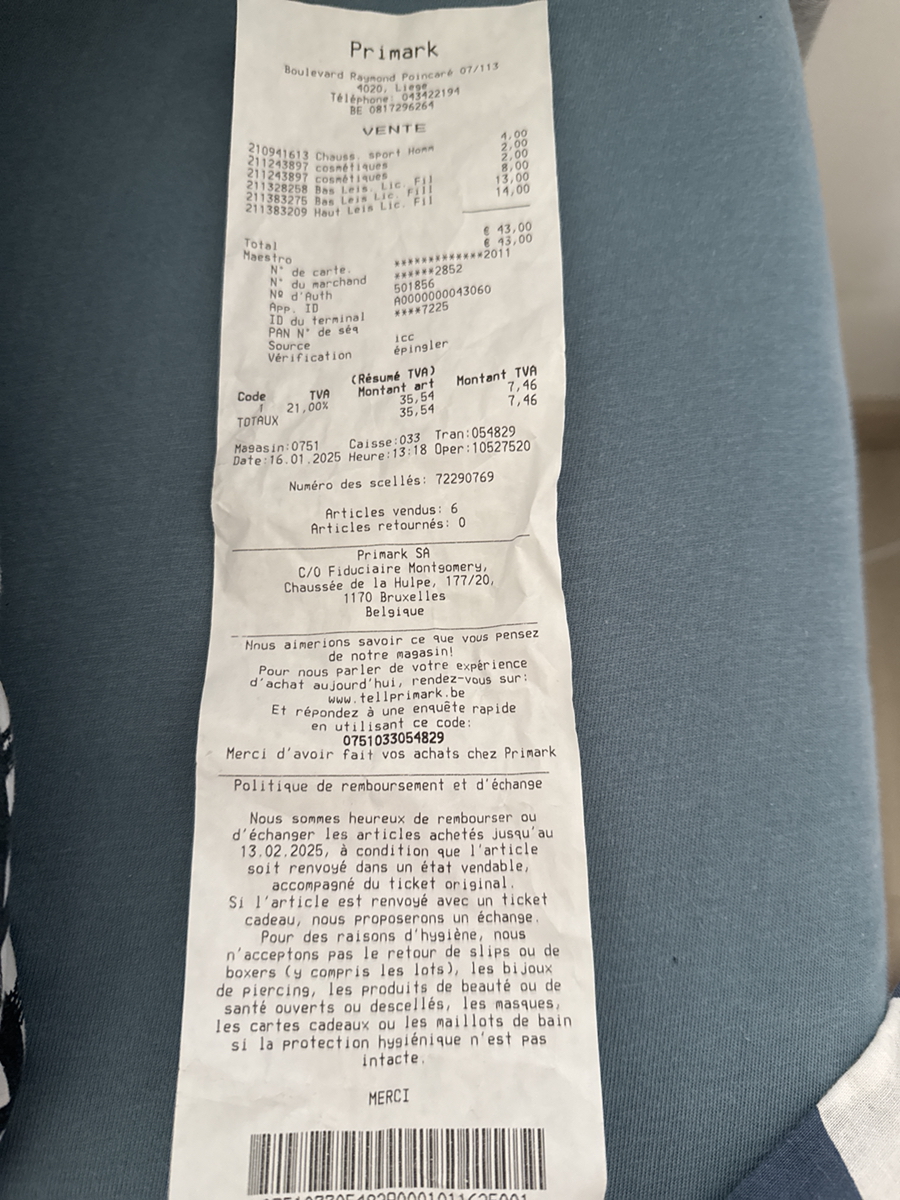 Primark
Boulevard Raymond Poincaré 07/113
4020, Liege
Téléphone: 043422194
BE 0817296264
VENTE
210941613 Chauss. sport Homm 4,00
211243897 cosmétiques 2,00
211243897 cosmétiques 2,00
211328258 Bas Leis. Lic. Fil 8,00
211383275 Bas Leis Lic. Fill 13,00
211383209 Haut Leis Lic. Fil 14,00
Total € 43,00
Maestro € 43,00
N° de carte. *************2011
N° du marchand ******2852
Nº d'Auth 501856
App. ID A0000000043060
ID du terminal ****7225
PAN N° de séq
Source icc
Vérification épingler
(Résumé TVA)
Code TVA Montant art Montant TVA
1 21,00% 35,54 7,46
TOTAUX 35,54 7,46
Magasin:0751 Caisse:033 Tran:054829
Date:16.01.2025 Heure:13:18 Oper:10527520
Numéro des scellés: 72290769
Articles vendus: 6
Articles retournés: 0
Primark SA
C/O Fiduciaire Montgomery,
Chaussée de la Hulpe, 177/20,
1170 Bruxelles
Belgique
Nous aimerions savoir ce que vous pensez
de notre magasin!
Pour nous parler de votre expérience
d'achat aujourd'hui, rendez-vous sur:
www.tellprimark.be
Et répondez à une enquête rapide
en utilisant ce code:
0751033054829
Merci d'avoir fait vos achats chez Primark
Politique de remboursement et d'échange
Nous sommes heureux de rembourser ou
d'échanger les articles achetés jusqu'au
13.02.2025, à condition que l'article
soit renvoyé dans un état vendable,
accompagné du ticket original.
Si l'article est renvoyé avec un ticket
cadeau, nous proposerons un échange.
Pour des raisons d'hygiène, nous
n'acceptons pas le retour de slips ou de
boxers (y compris les lots), les bijoux
de piercing, les produits de beauté ou de
santé ouverts ou descellés, les masques,
les cartes cadeaux ou les maillots de bain
si la protection hygiénique n'est pas
intacte.
MERCI